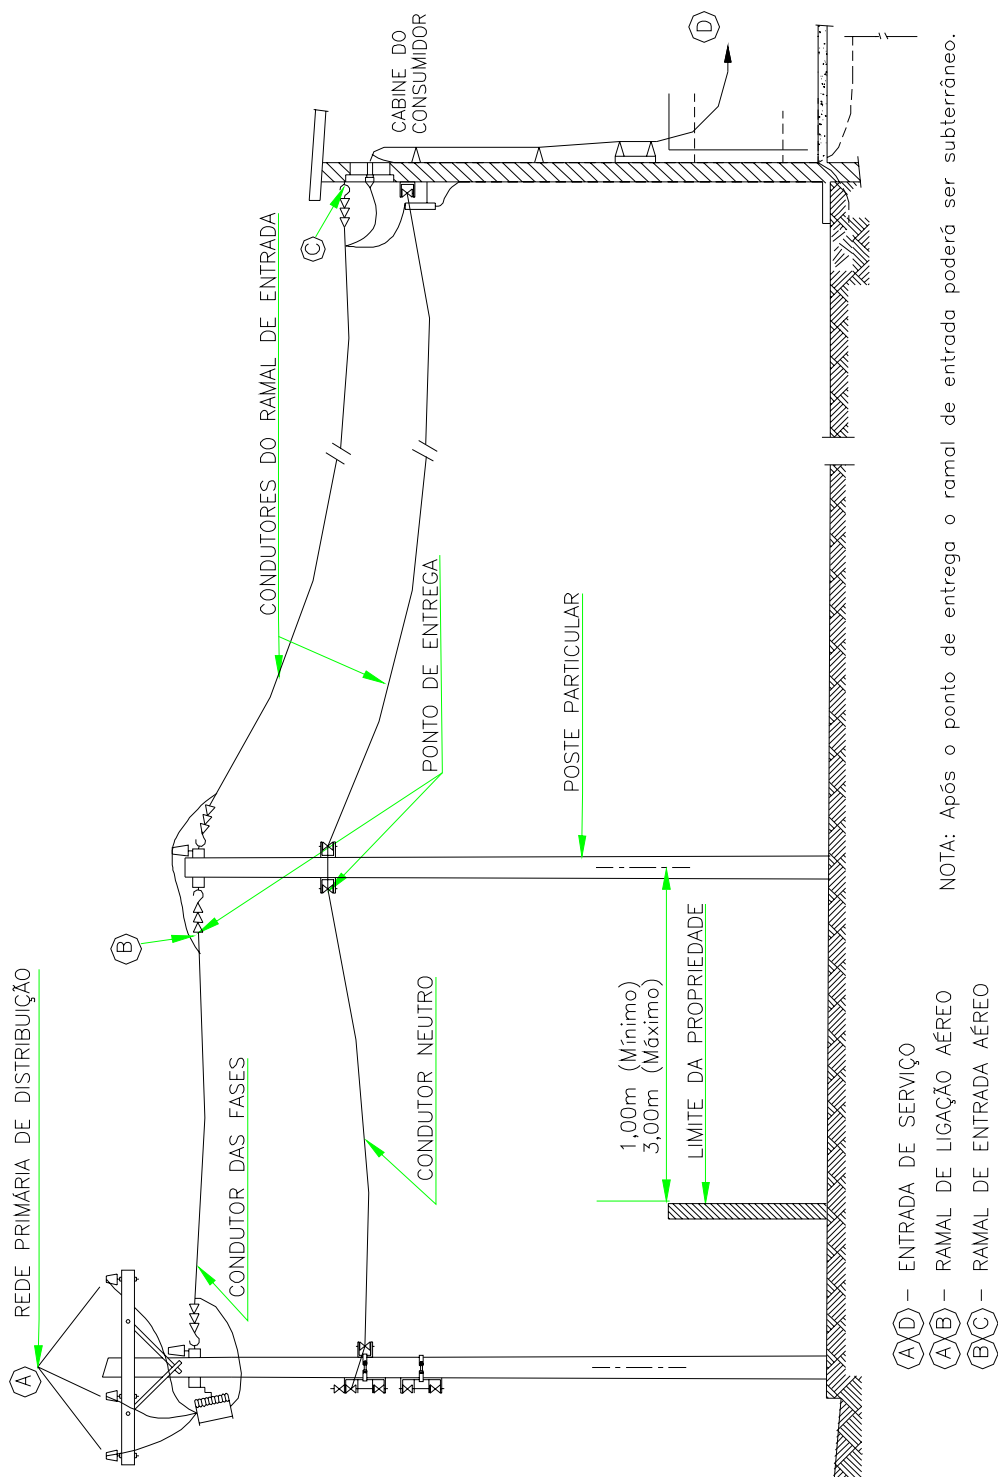 A
REDE PRIMÁRIA DE DISTRIBUIÇÃO
B
CONDUTOR DAS FASES
CONDUTOR NEUTRO
CONDUTORES DO RAMAL DE ENTRADA
C
CABINE DO
CONSUMIDOR
PONTO DE ENTREGA
POSTE PARTICULAR
1,00m (Mínimo)
3,00m (Máximo)
LIMITE DA PROPRIEDADE
D
A D - ENTRADA DE SERVIÇO
A B - RAMAL DE LIGAÇÃO AÉREO
B C - RAMAL DE ENTRADA AÉREO
NOTA: Após o ponto de entrega o ramal de entrada poderá ser subterrâneo.